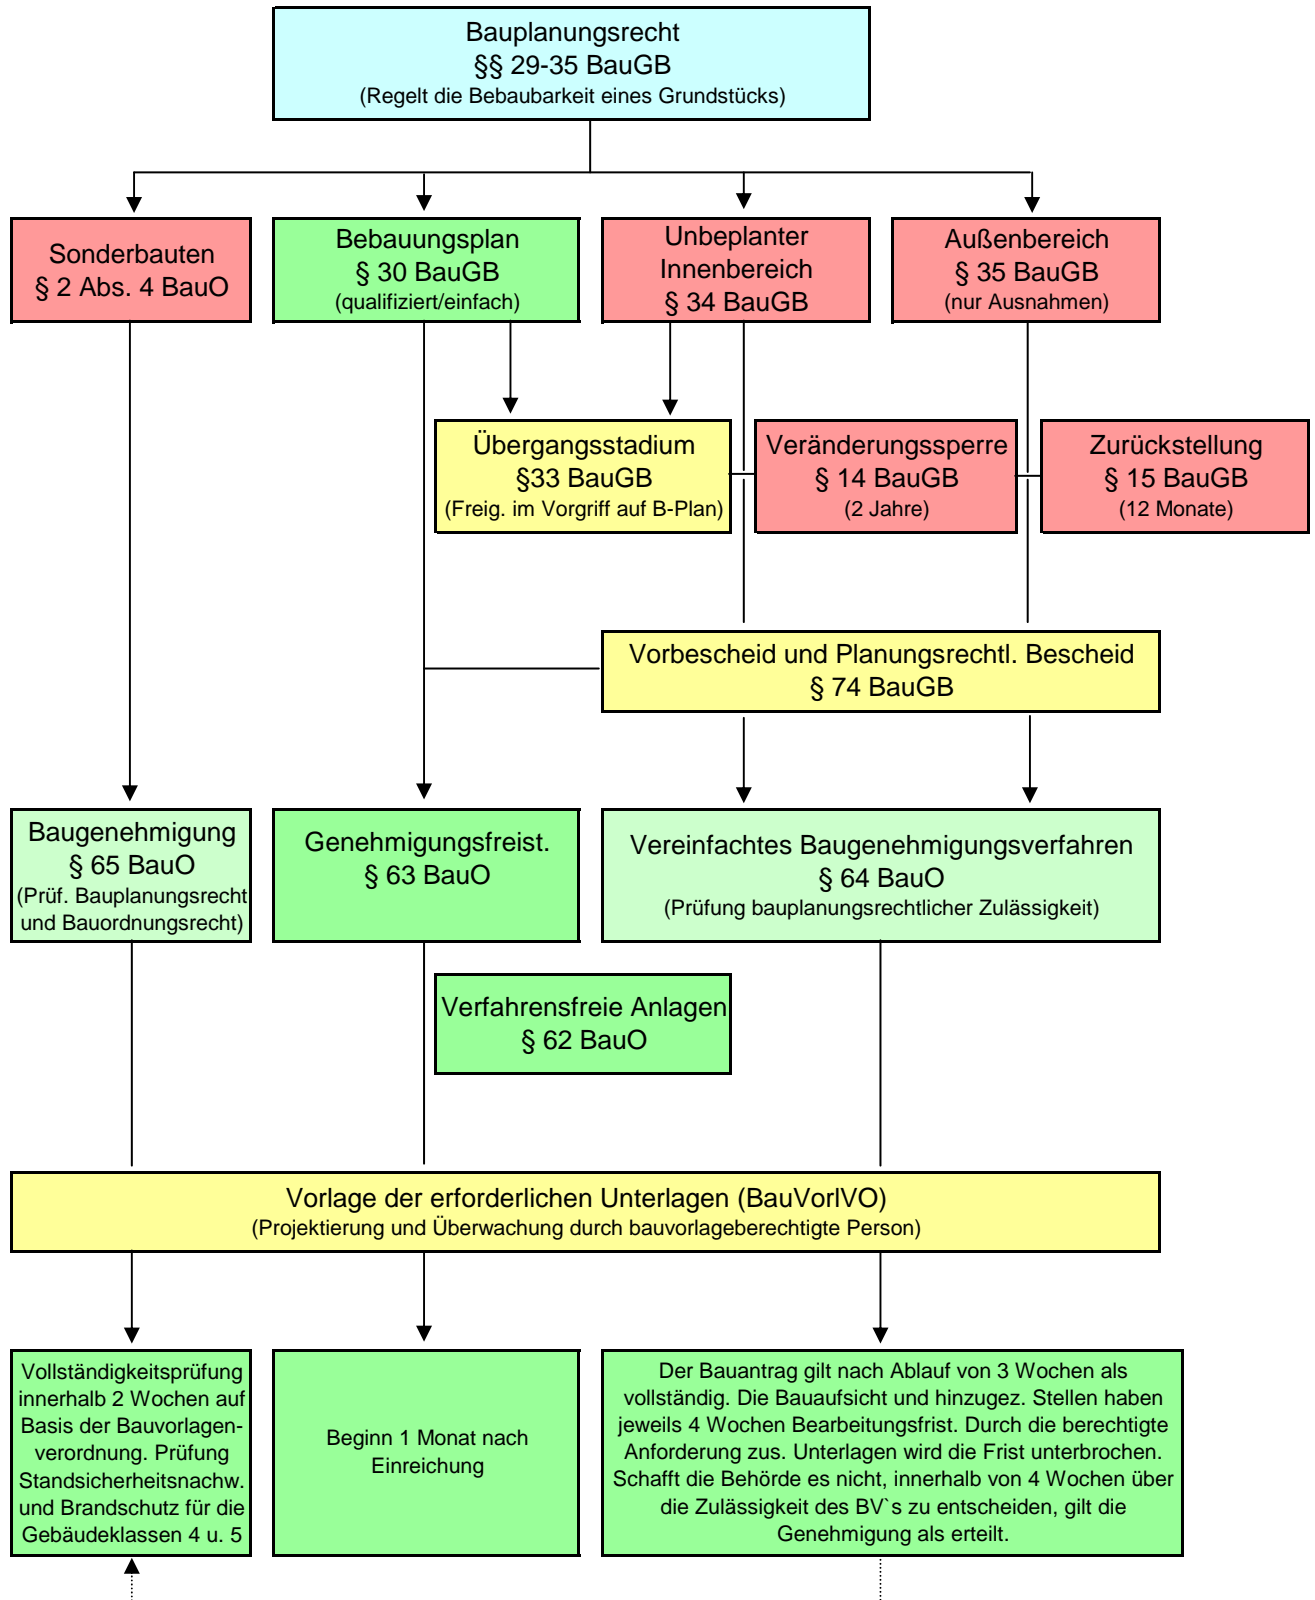 Bauplanungsrecht
§§ 29-35 BauGB
(Regelt die Bebaubarkeit eines Grundstücks)
Sonderbauten
§ 2 Abs. 4 BauO
Bebauungsplan
§ 30 BauGB
(qualifiziert/einfach)
Unbeplanter
Innenbereich
§ 34 BauGB
Außenbereich
§ 35 BauGB
(nur Ausnahmen)
Übergangsstadium
§33 BauGB
(Freig. im Vorgriff auf B-Plan)
Veränderungssperre
§ 14 BauGB
(2 Jahre)
Zurückstellung
§ 15 BauGB
(12 Monate)
Vorbescheid und Planungsrechtl. Bescheid
§ 74 BauGB
Baugenehmigung
§ 65 BauO
(Prüf. Bauplanungsrecht
und Bauordnungsrecht)
Genehmigungsfreist.
§ 63 BauO
Vereinfachtes Baugenehmigungsverfahren
§ 64 BauO
(Prüfung bauplanungsrechtlicher Zulässigkeit)
Verfahrensfreie Anlagen
§ 62 BauO
Vorlage der erforderlichen Unterlagen (BauVorlVO)
(Projektierung und Überwachung durch bauvorlageberechtigte Person)
Vollständigkeitsprüfung
innerhalb 2 Wochen auf
Basis der Bauvorlagen-
verordnung. Prüfung
Standsicherheitsnachw.
und Brandschutz für die
Gebäudeklassen 4 u. 5
Beginn 1 Monat nach
Einreichung
Der Bauantrag gilt nach Ablauf von 3 Wochen als
vollständig. Die Bauaufsicht und hinzugez. Stellen haben
jeweils 4 Wochen Bearbeitungsfrist. Durch die berechtigte
Anforderung zus. Unterlagen wird die Frist unterbrochen.
Schafft die Behörde es nicht, innerhalb von 4 Wochen über
die Zulässigkeit des BV`s zu entscheiden, gilt die
Genehmigung als erteilt.